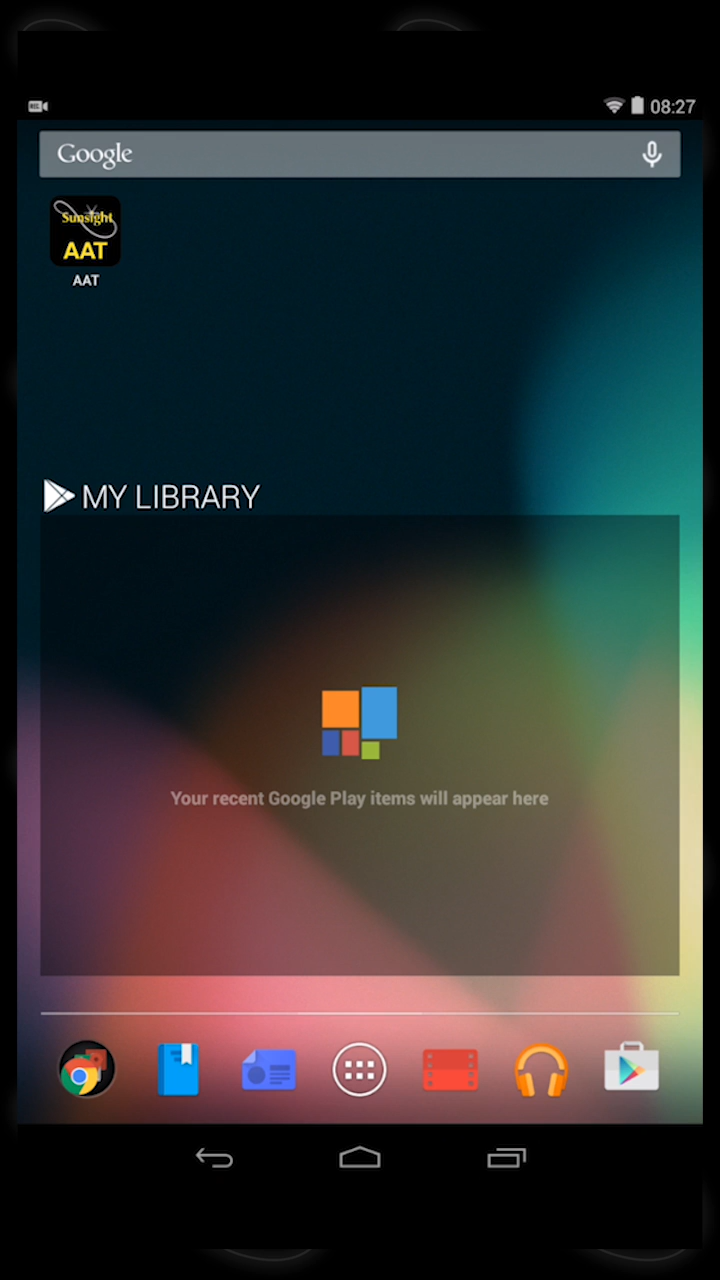 08:27
Google
Sunsight
AAT
AAT
MY LIBRARY
Your recent Google Play items will appear here